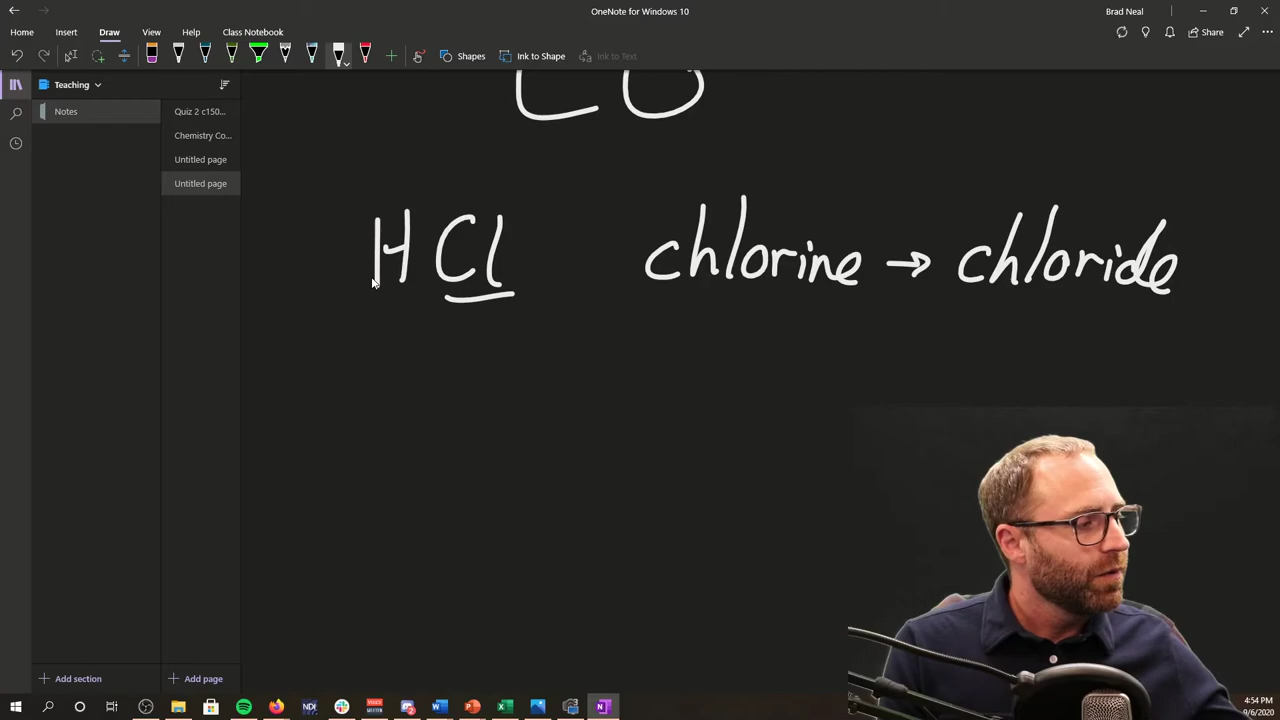 OneNote for Windows 10
Brad Neal
Home Insert Draw View Help Class Notebook
Share
Shapes Ink to Shape Ink to Text
Teaching
Notes
Quiz 2 c150...
Chemistry Co...
Untitled page
Untitled page
HCl chlorine → chloride
Add section
Add page
4:54 PM
9/6/2020